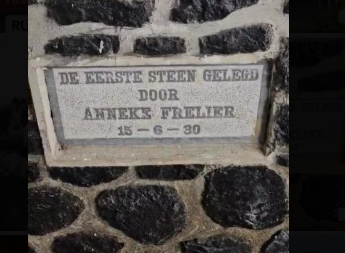 DE EERSTE STEEN GELEGD
DOOR
ANNEKE FRELIER
15-6-30